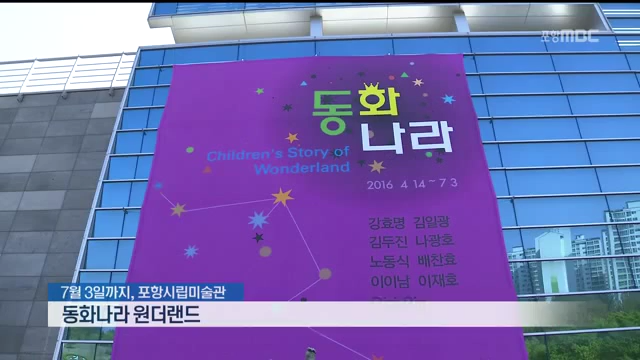 포항MBC
동화
나라
Children's Story of
Wonderland
2016 4 14 - 7 3
강효명 김일광
김두진 나광호
노동식 배찬효
이이남 이재호
7월 3일까지, 포항시립미술관
동화나라 원더랜드